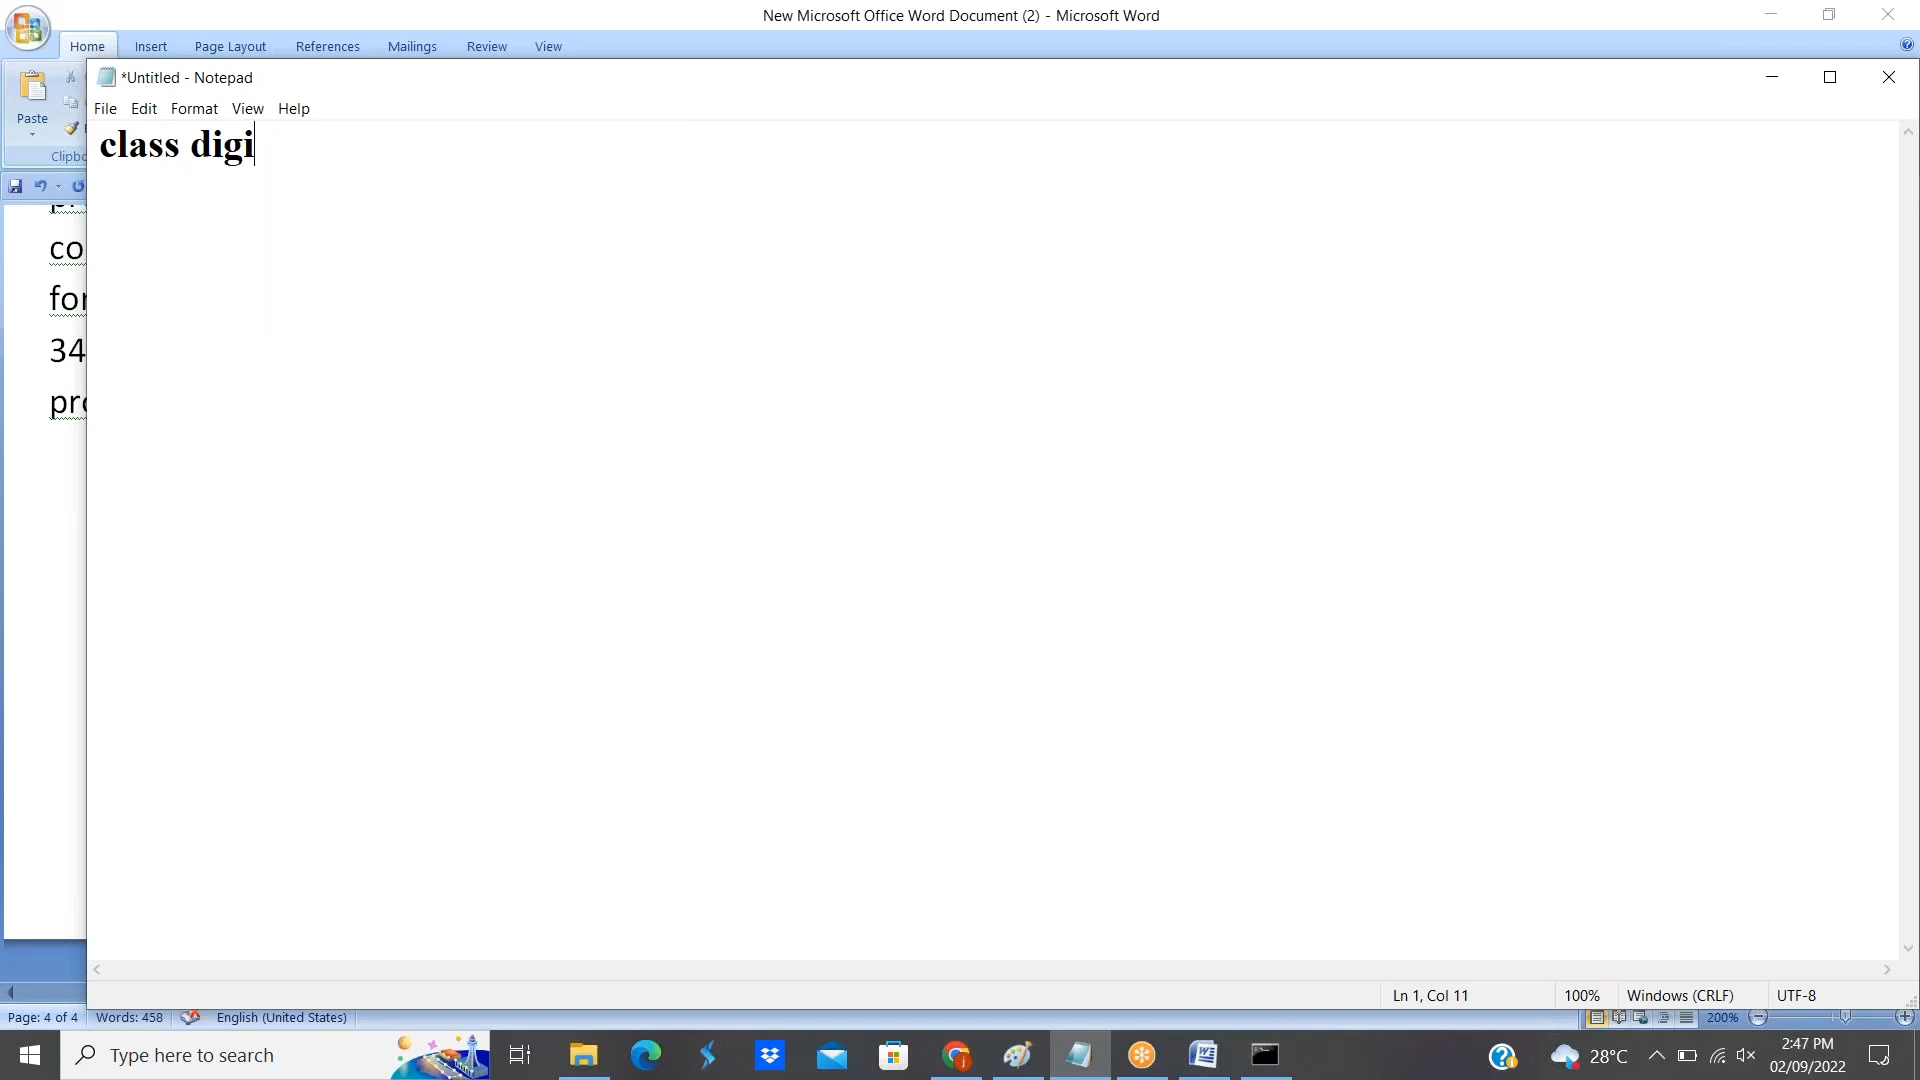 New Microsoft Office Word Document (2) - Microsoft Word
Home Insert Page Layout References Mailings Review View
*Untitled - Notepad
File Edit Format View Help
Paste
class digi
Clipbo
co
for
34
pro
Ln 1, Col 11 100% Windows (CRLF) UTF-8
Page: 4 of 4 Words: 458 English (United States) 200%
Type here to search
28°C
2:47 PM
02/09/2022